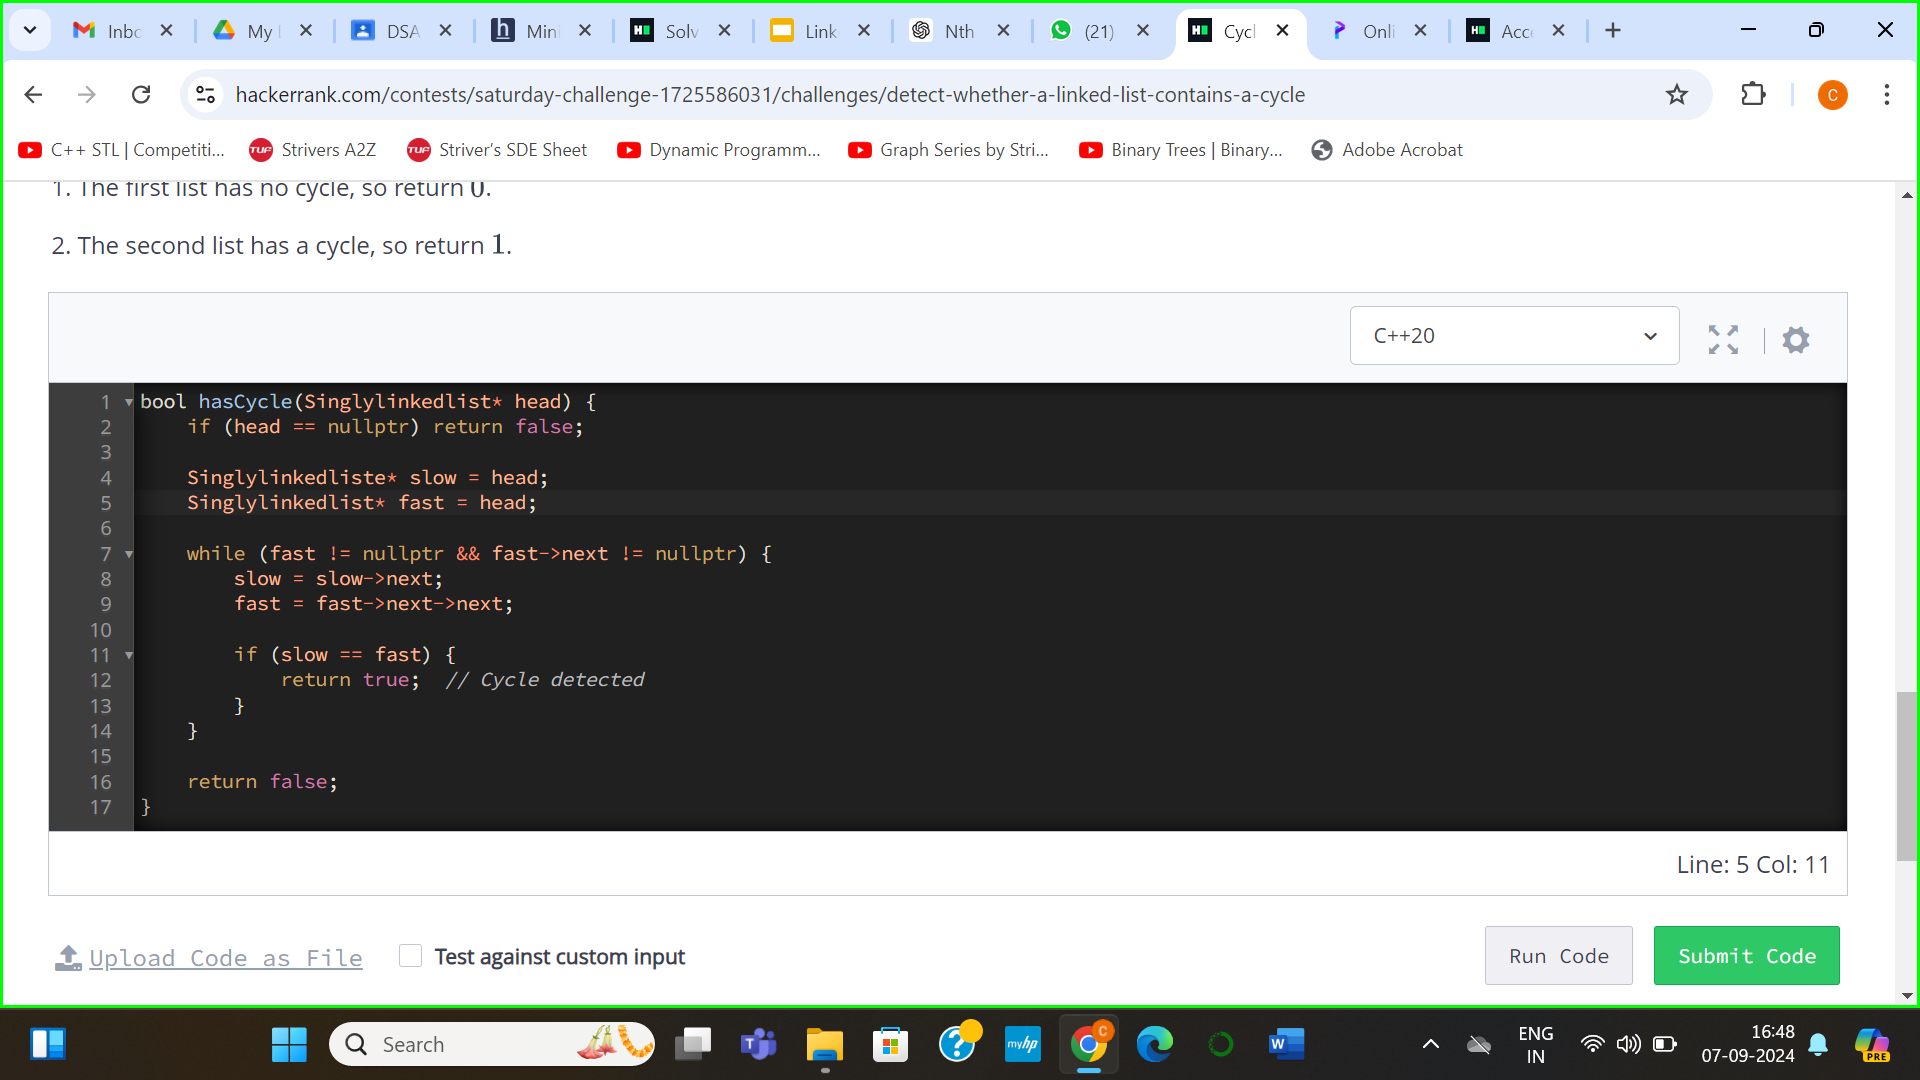 Inbc
My
DSA
Min
Solv
Link
Nth
(21)
Cycl
Onli
Acc
hackerrank.com/contests/saturday-challenge-1725586031/challenges/detect-whether-a-linked-list-contains-a-cycle
C
C++ STL | Competiti...
Strivers A2Z
Striver's SDE Sheet
Dynamic Programm...
Graph Series by Stri...
Binary Trees | Binary...
Adobe Acrobat
1. The first list has no cycle, so return 0.
2. The second list has a cycle, so return 1.
C++20
1 bool hasCycle(Singlylinkedlist* head) {
2     if (head == nullptr) return false;
3
4     Singlylinkedliste* slow = head;
5     Singlylinkedlist* fast = head;
6
7     while (fast != nullptr && fast->next != nullptr) {
8         slow = slow->next;
9         fast = fast->next->next;
10
11         if (slow == fast) {
12             return true;  // Cycle detected
13         }
14     }
15
16     return false;
17 }
Line: 5 Col: 11
Upload Code as File
Test against custom input
Run Code
Submit Code
Search
myhp
C
W
ENG
IN
16:48
07-09-2024
PRE